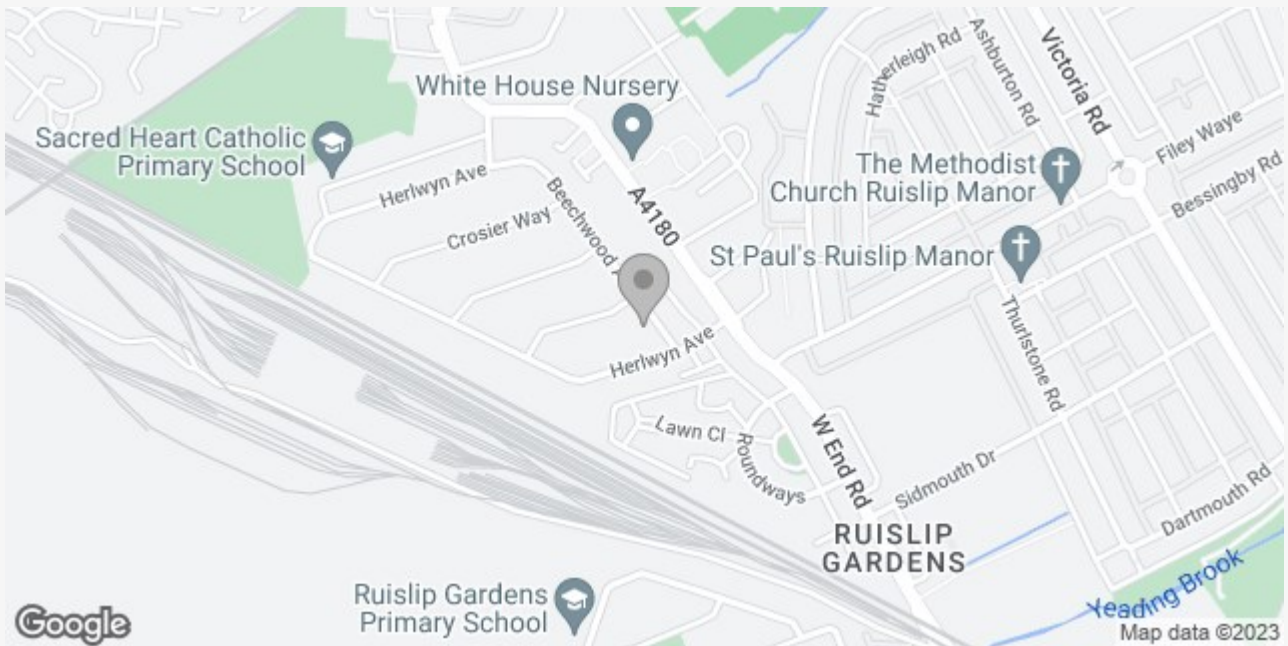 White House Nursery
Hatherleigh Rd
Ashburton Rd
Victoria Rd
Filey Waye
Sacred Heart Catholic
Primary School
Herlwyn Ave
Beechwood A
A4180
The Methodist
Church Ruislip Manor
Bessingby Rd
Crosier Way
St Paul's Ruislip Manor
Thurlstone Rd
Herlwyn Ave
Lawn Cl
Roundways
W End Rd
Sidmouth Dr
Dartmouth Rd
RUISLIP
GARDENS
Yeading Brook
Ruislip Gardens
Primary School
Google
Map data ©2023